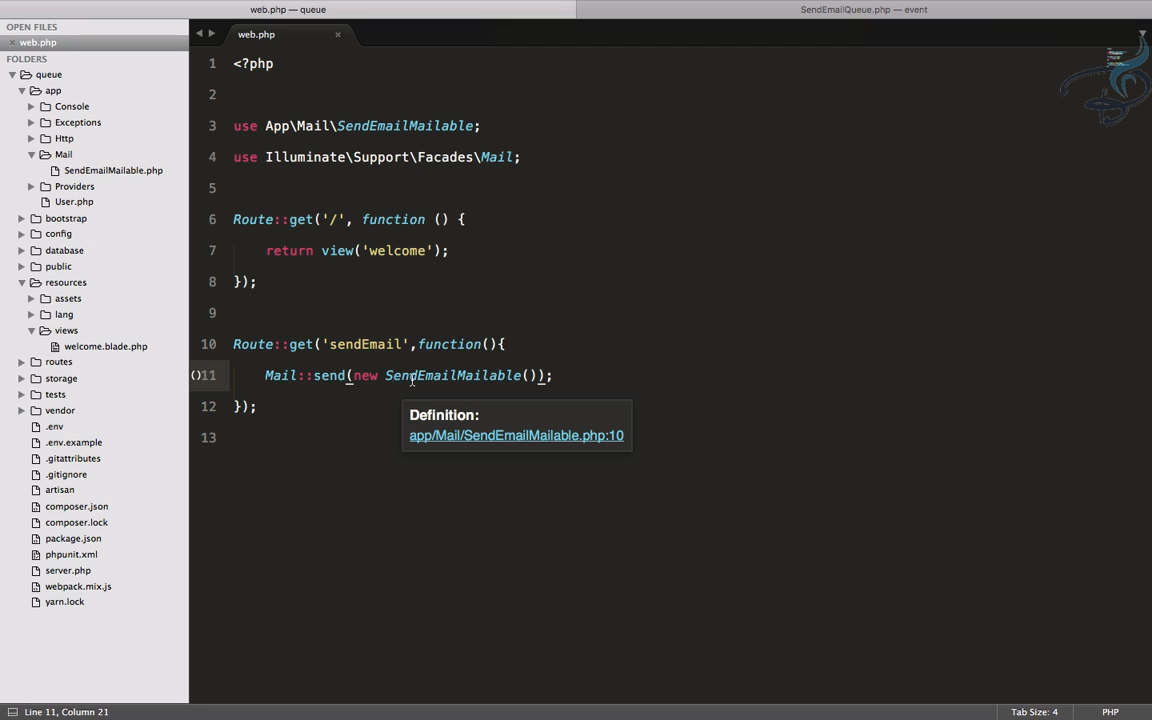 web.php — queue
SendEmailQueue.php — event
OPEN FILES
× web.php
FOLDERS
queue
app
Console
Exceptions
Http
Mail
SendEmailMailable.php
Providers
User.php
bootstrap
config
database
public
resources
assets
lang
views
welcome.blade.php
routes
storage
tests
vendor
.env
.env.example
.gitattributes
.gitignore
artisan
composer.json
composer.lock
package.json
phpunit.xml
server.php
webpack.mix.js
yarn.lock
web.php ×
1 <?php
2
3 use App\Mail\SendEmailMailable;
4 use Illuminate\Support\Facades\Mail;
5
6 Route::get('/', function () {
7 return view('welcome');
8 });
9
10 Route::get('sendEmail',function(){
()11 Mail::send(new SendEmailMailable());
12 });
13
Definition:
app/Mail/SendEmailMailable.php:10
Line 11, Column 21
Tab Size: 4
PHP